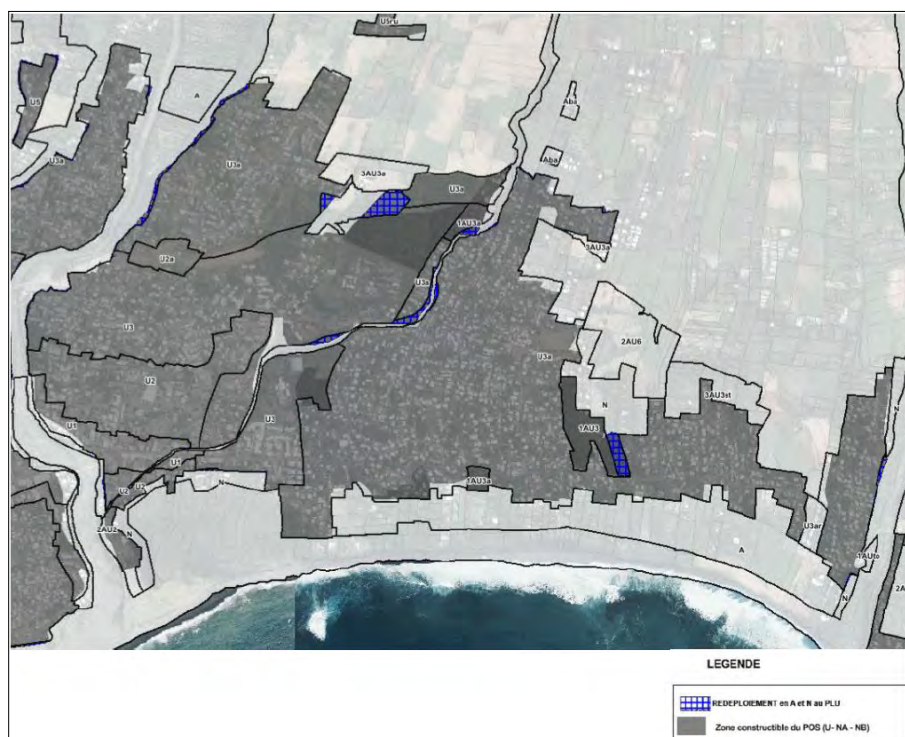 U5ru
A
U5
Aba
U3a
U3a
Aba
3AU3a
U3a
1AU3a
3AU3a
U2a
U3a
U3
2AU6
U3a
U2
N
3AU3st
N
1AU3
U3
U1
U1
N
1AU3a
U2
U2
2AU2
N
U3ar
A
1AUto
N
2A
LEGENDE
REDEPLOIEMENT en A et N au PLU
Zone constructible du POS (U- NA - NB)